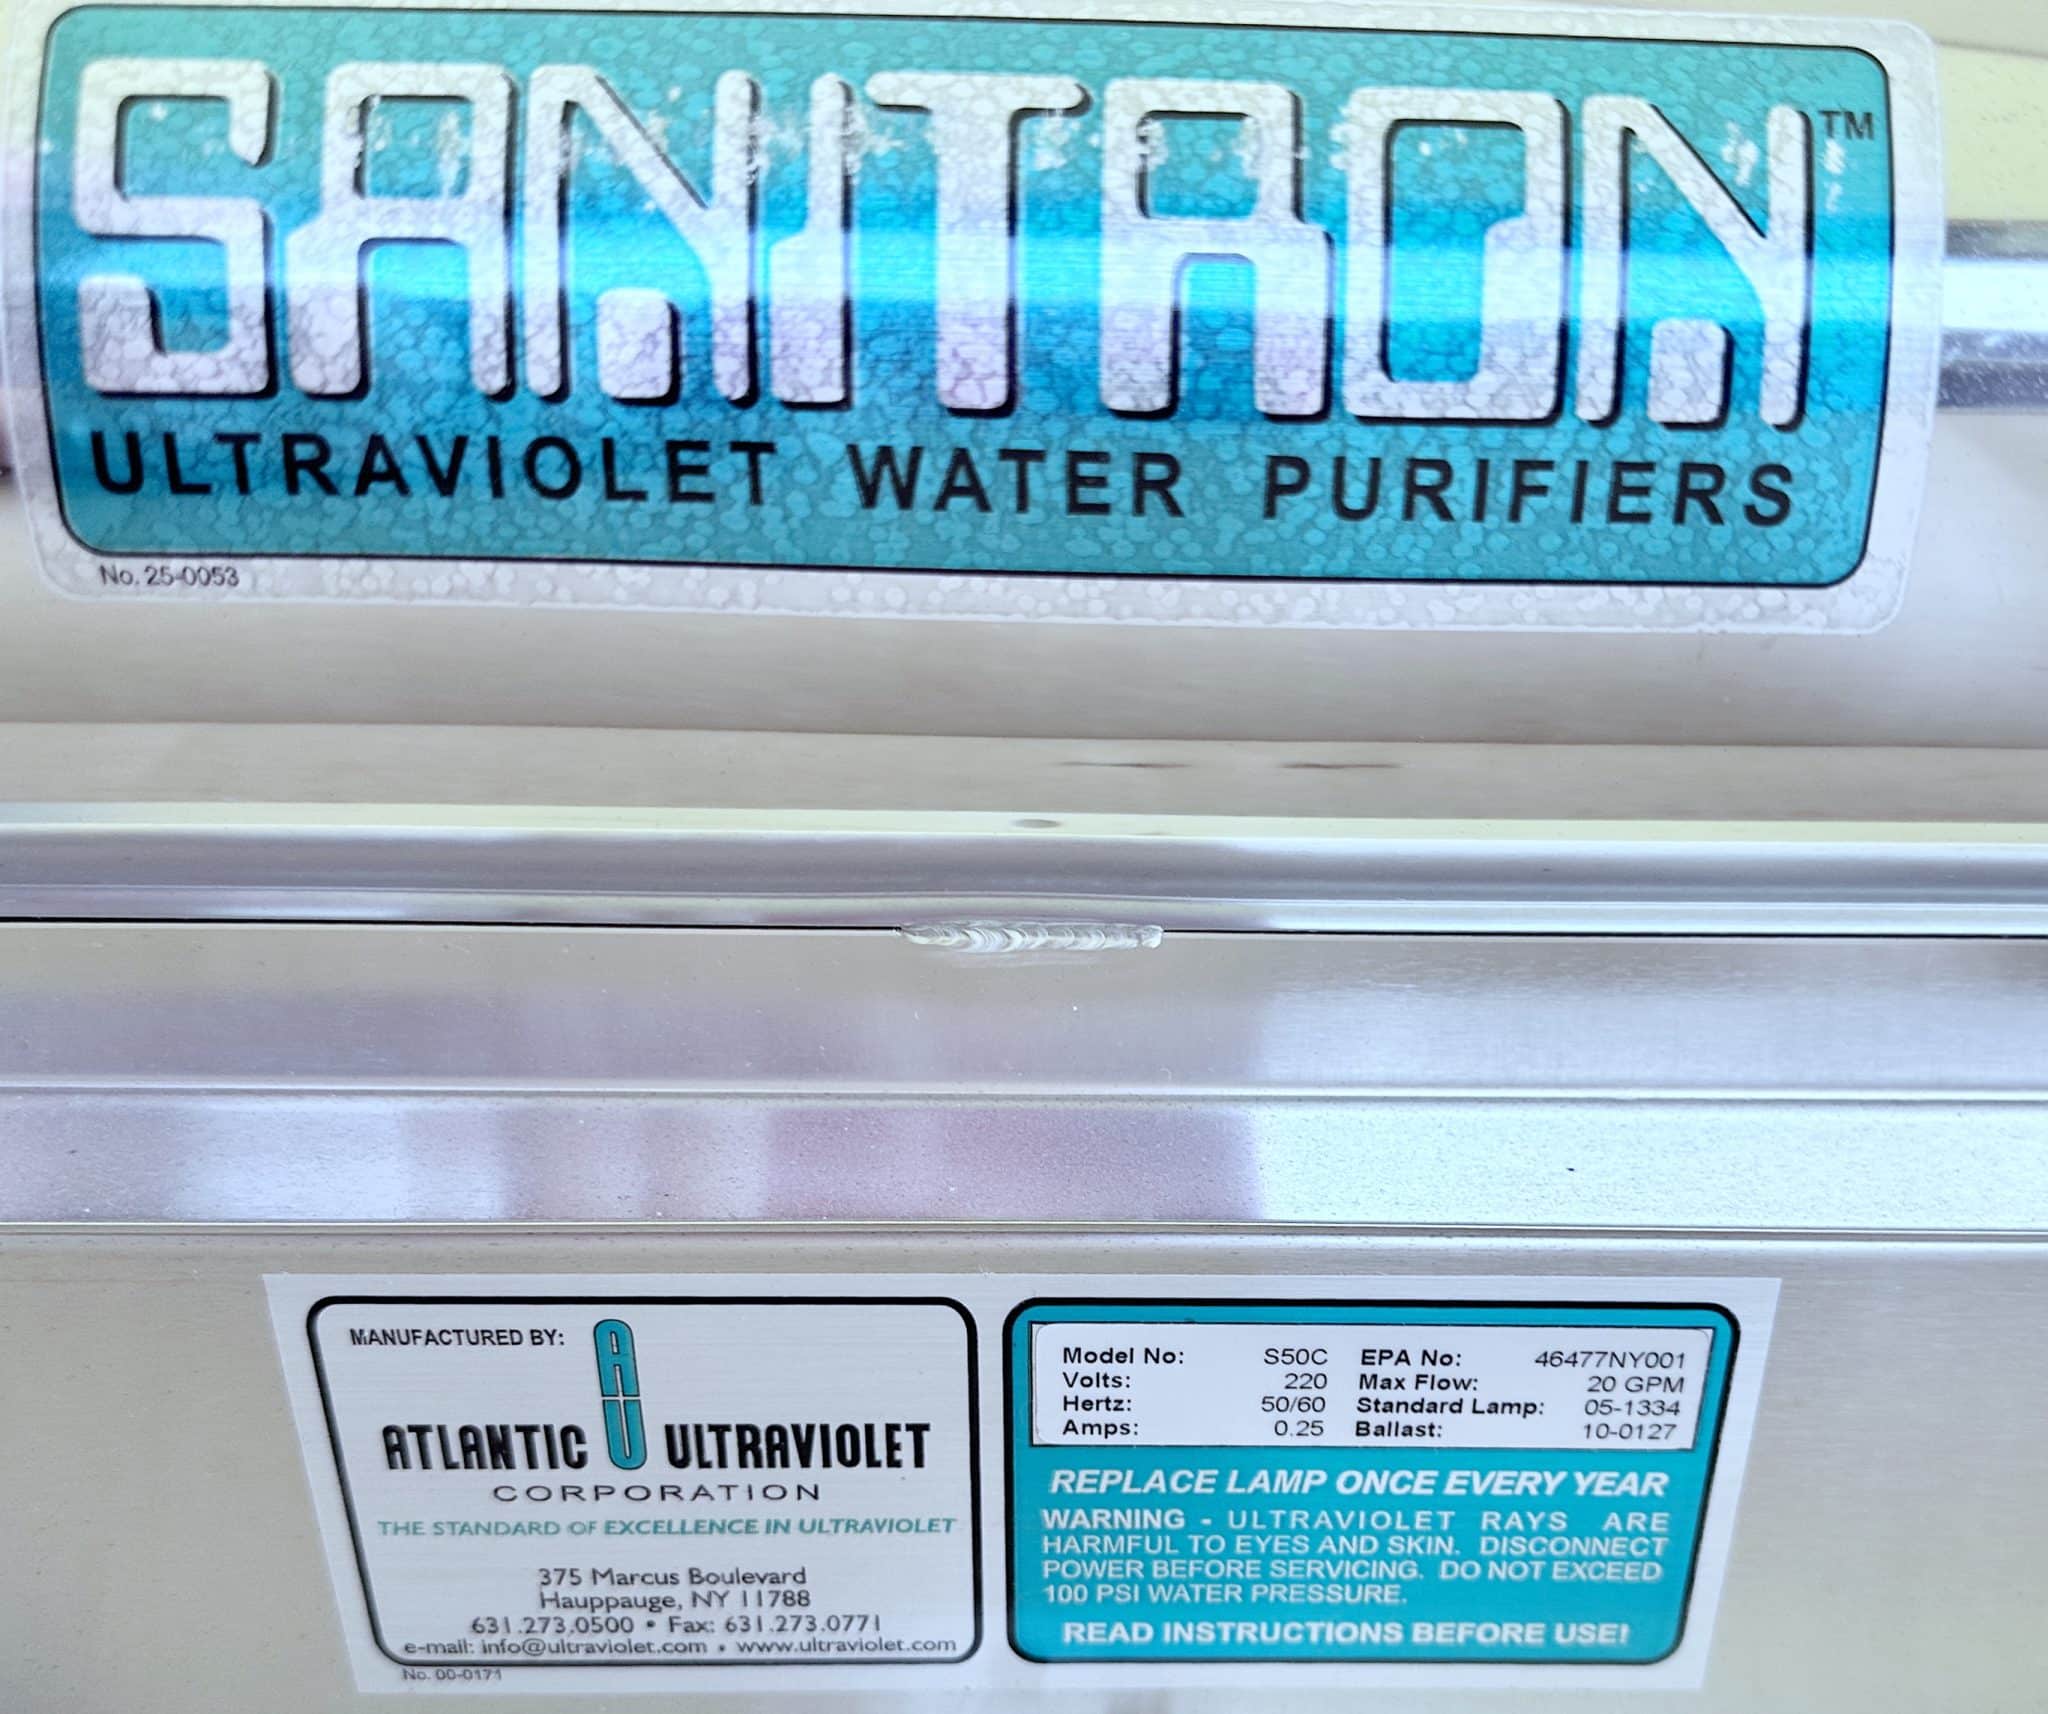 SANITRON™
ULTRAVIOLET WATER PURIFIERS
No. 25-0053
MANUFACTURED BY:
AU
ATLANTIC ULTRAVIOLET
CORPORATION
THE STANDARD OF EXCELLENCE IN ULTRAVIOLET
375 Marcus Boulevard
Hauppauge, NY 11788
631.273.0500 • Fax: 631.273.0771
e-mail: info@ultraviolet.com • www.ultraviolet.com
No. 00-0171
Model No: S50C EPA No: 46477NY001
Volts: 220 Max Flow: 20 GPM
Hertz: 50/60 Standard Lamp: 05-1334
Amps: 0.25 Ballast: 10-0127
REPLACE LAMP ONCE EVERY YEAR
WARNING - ULTRAVIOLET RAYS ARE
HARMFUL TO EYES AND SKIN. DISCONNECT
POWER BEFORE SERVICING. DO NOT EXCEED
100 PSI WATER PRESSURE.
READ INSTRUCTIONS BEFORE USE!